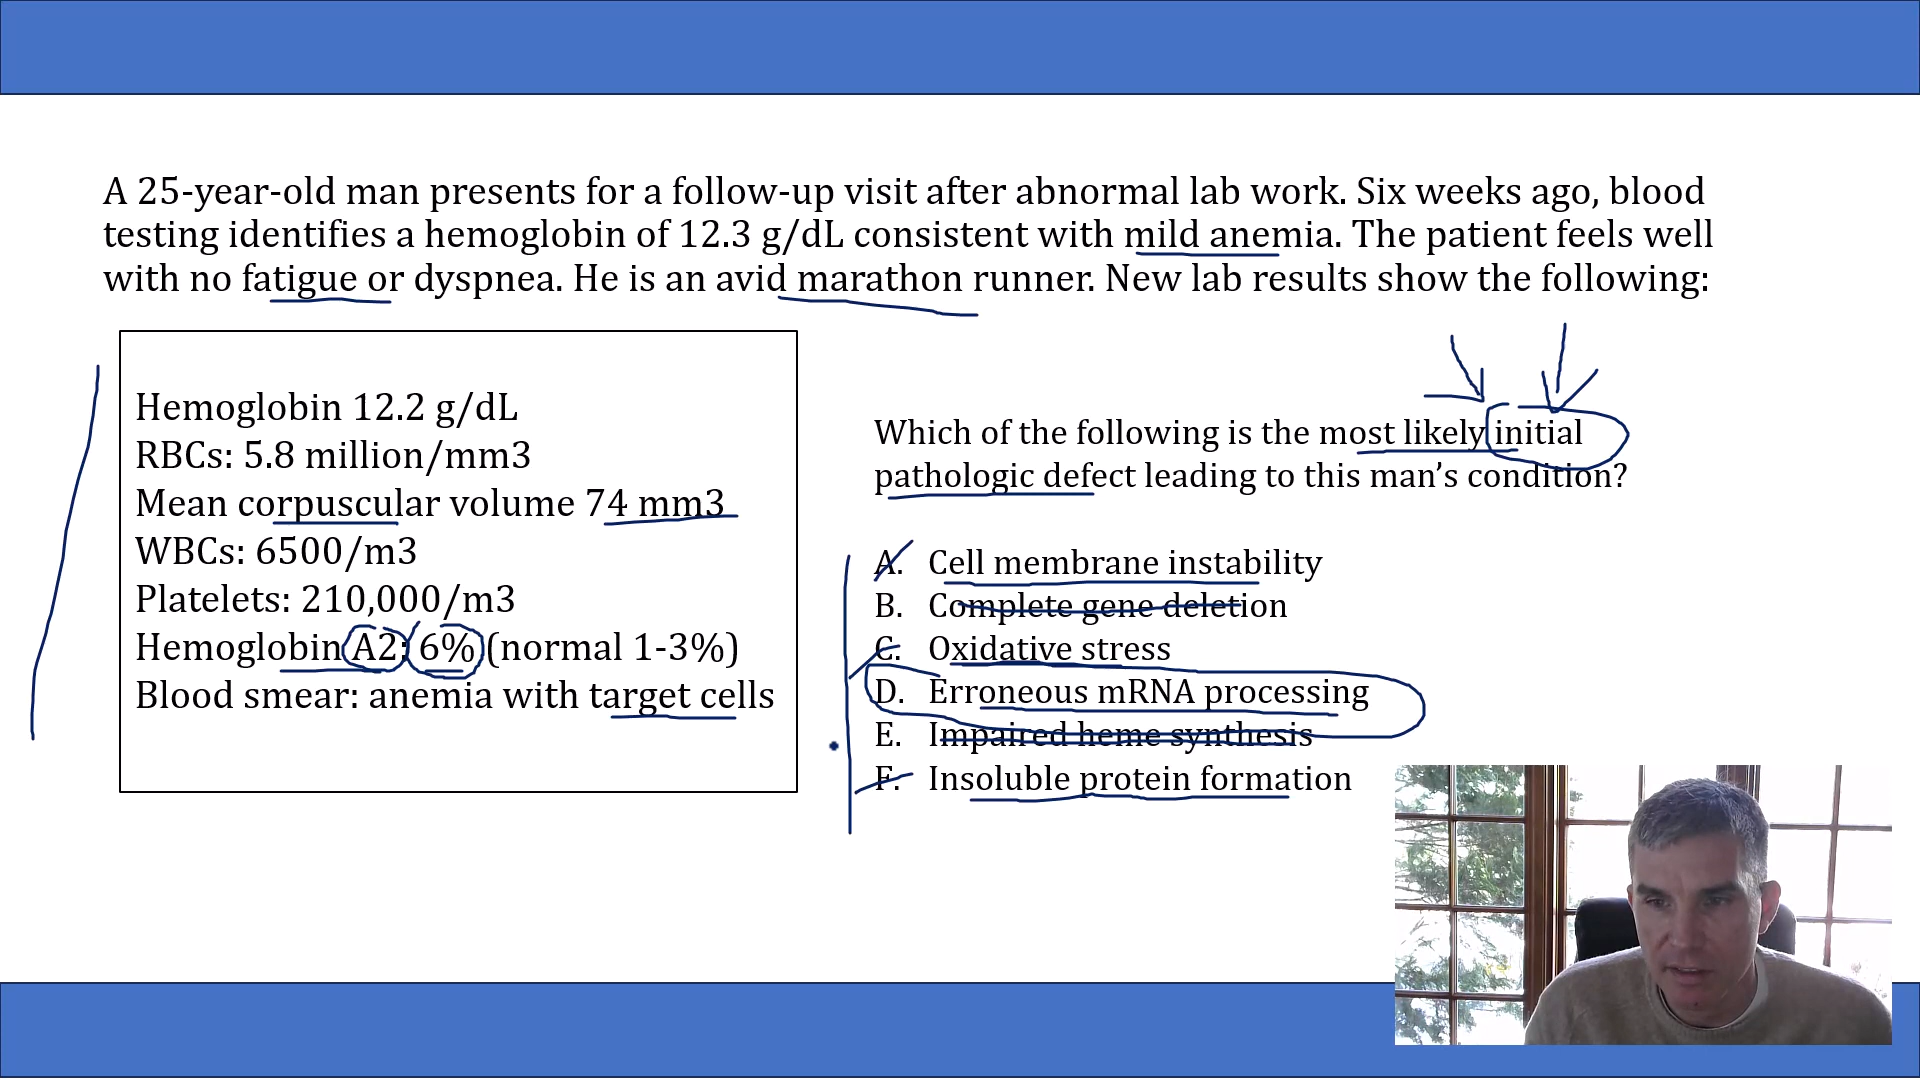 A 25-year-old man presents for a follow-up visit after abnormal lab work. Six weeks ago, blood
testing identifies a hemoglobin of 12.3 g/dL consistent with mild anemia. The patient feels well
with no fatigue or dyspnea. He is an avid marathon runner. New lab results show the following:
Hemoglobin 12.2 g/dL
RBCs: 5.8 million/mm3
Mean corpuscular volume 74 mm3
WBCs: 6500/m3
Platelets: 210,000/m3
Hemoglobin A2: 6% (normal 1-3%)
Blood smear: anemia with target cells
Which of the following is the most likely initial
pathologic defect leading to this man’s condition?
A. Cell membrane instability
B. Complete gene deletion
C. Oxidative stress
D. Erroneous mRNA processing
E. Impaired heme synthesis
F. Insoluble protein formation